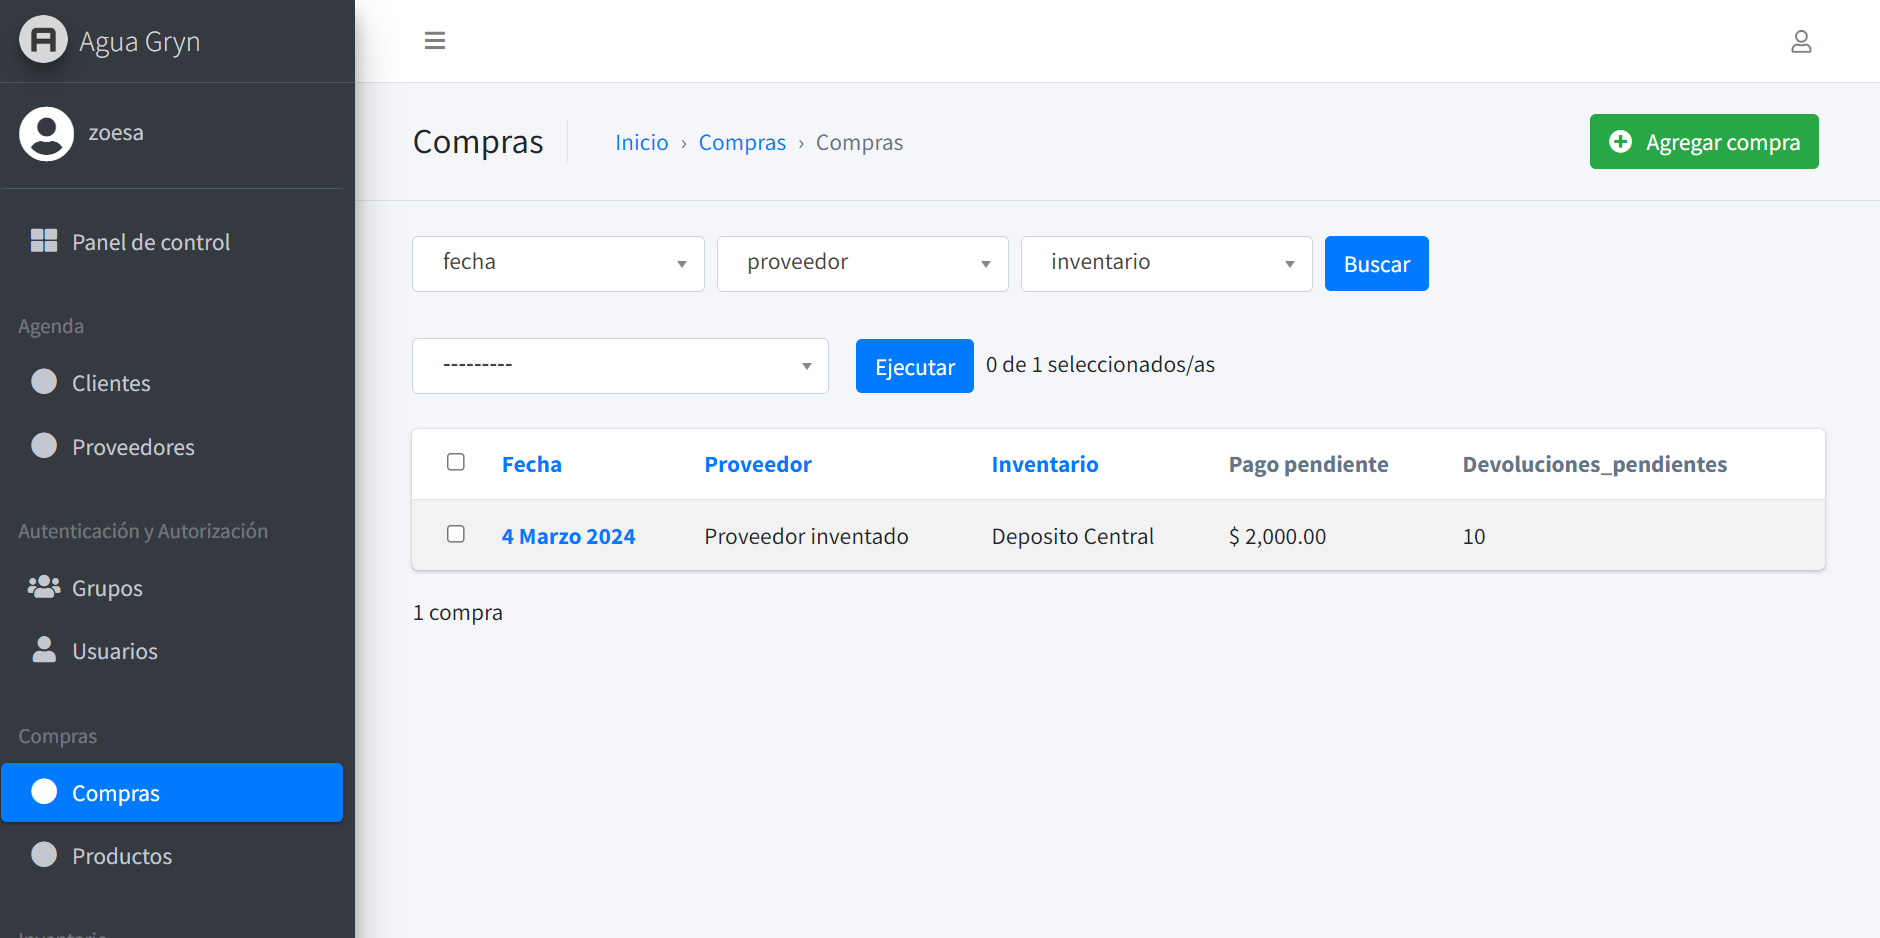 Agua Gryn
zoesa
Panel de control
Agenda
Clientes
Proveedores
Autenticación y Autorización
Grupos
Usuarios
Compras
Compras
Productos
Compras
Inicio › Compras › Compras
Agregar compra
fecha proveedor inventario Buscar
--------- Ejecutar 0 de 1 seleccionados/as
Fecha Proveedor Inventario Pago pendiente Devoluciones_pendientes
4 Marzo 2024 Proveedor inventado Deposito Central $ 2,000.00 10
1 compra